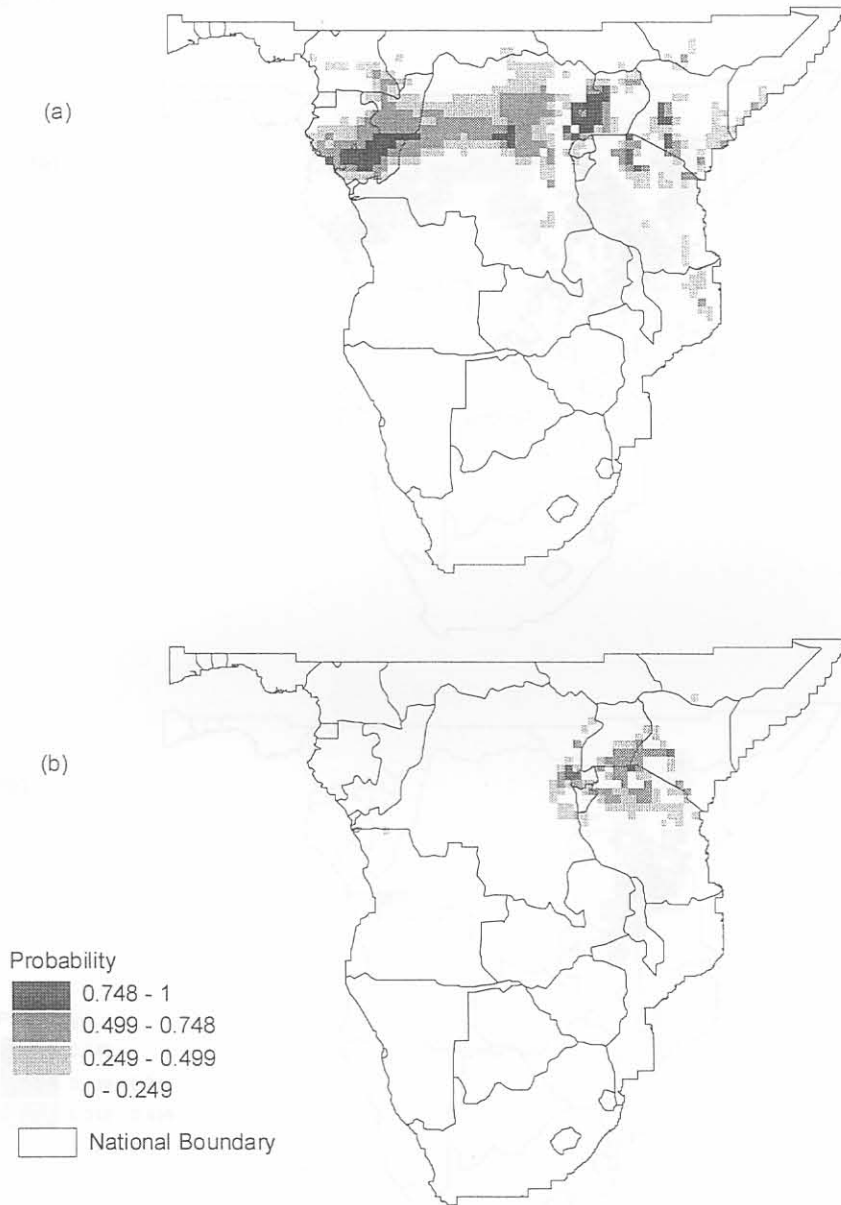 (a)
(b)
Probability
0.748 - 1
0.499 - 0.748
0.249 - 0.499
0 - 0.249
National Boundary